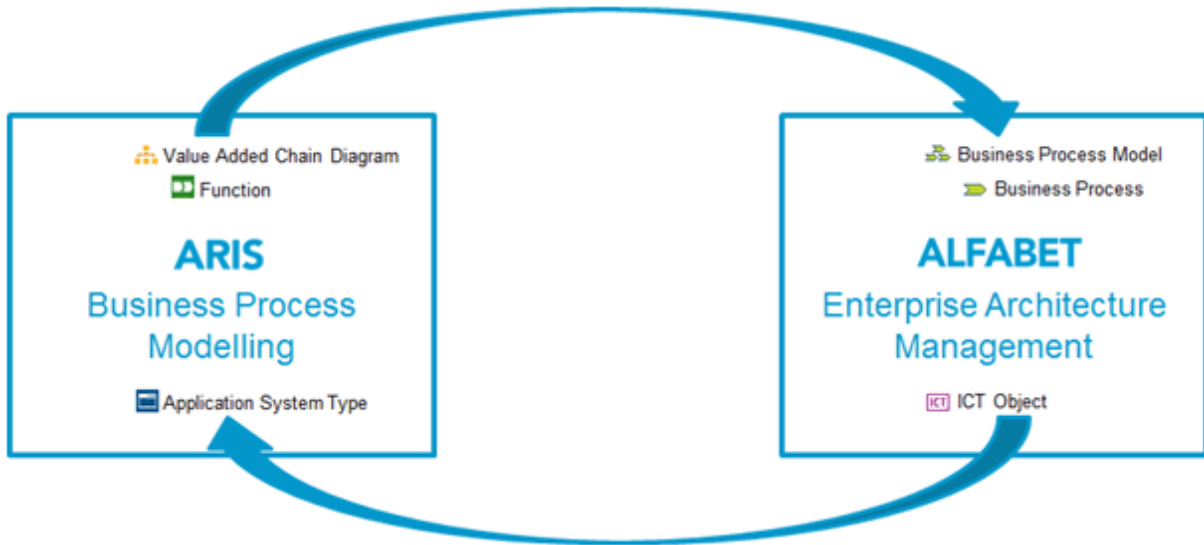 Value Added Chain Diagram
Function
ARIS
Business Process
Modelling
Application System Type
Business Process Model
Business Process
ALFABET
Enterprise Architecture
Management
ICT ICT Object